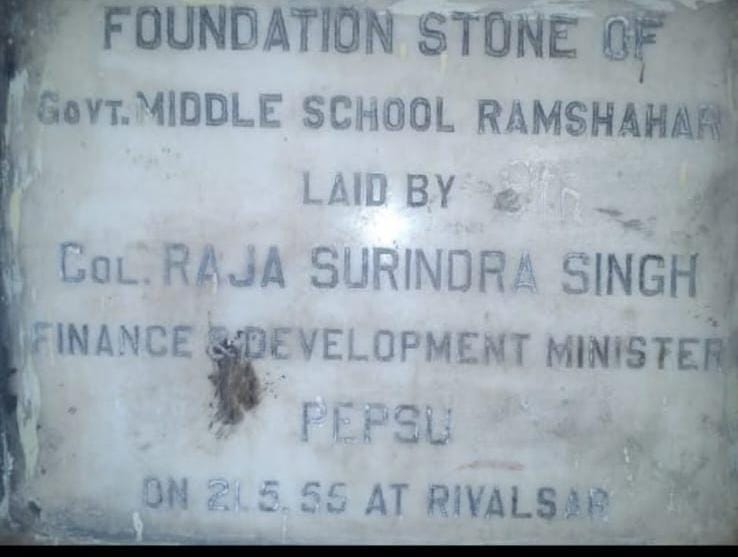 FOUNDATION STONE OF
GOVT. MIDDLE SCHOOL RAMSHAHAR
LAID BY
COL. RAJA SURINDRA SINGH
FINANCE & DEVELOPMENT MINISTER
PEPSU
ON 21.5.55 AT RIVALSAR